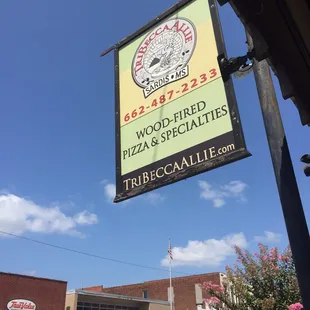 TRIBECCA ALLIE
SARDIS MS
662-487-2233
WOOD-FIRED
PIZZA & SPECIALTIES
TRIBECCAALLIE.com